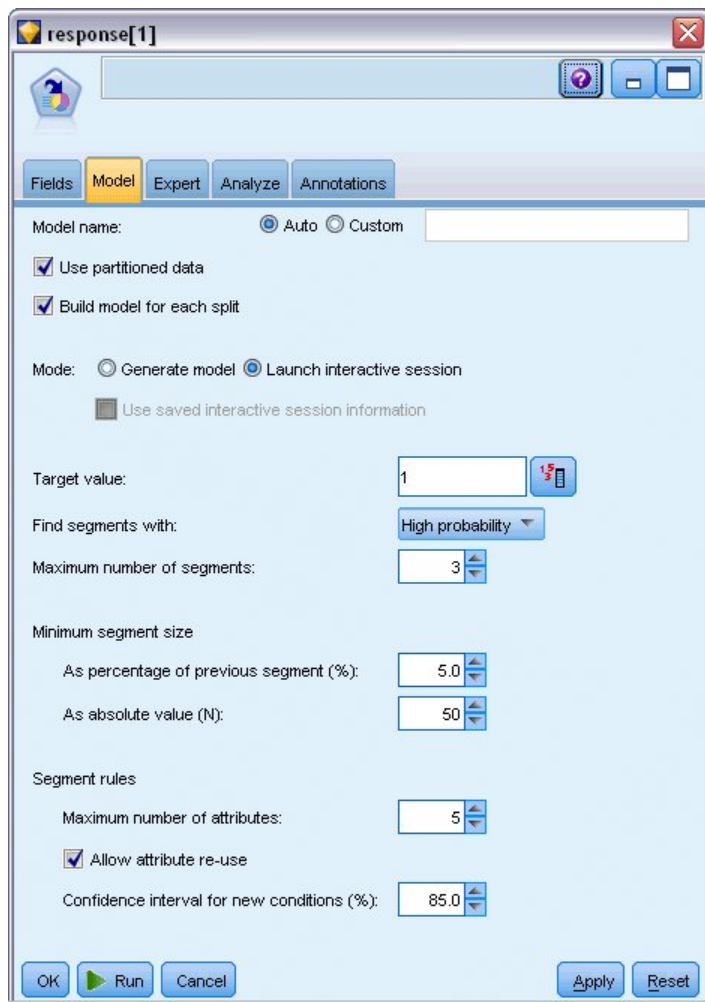 response[1]
Fields Model Expert Analyze Annotations
Model name: Auto Custom
Use partitioned data
Build model for each split
Mode: Generate model Launch interactive session
Use saved interactive session information
Target value: 1
Find segments with: High probability
Maximum number of segments: 3
Minimum segment size
As percentage of previous segment (%): 5.0
As absolute value (N): 50
Segment rules
Maximum number of attributes: 5
Allow attribute re-use
Confidence interval for new conditions (%): 85.0
OK Run Cancel Apply Reset